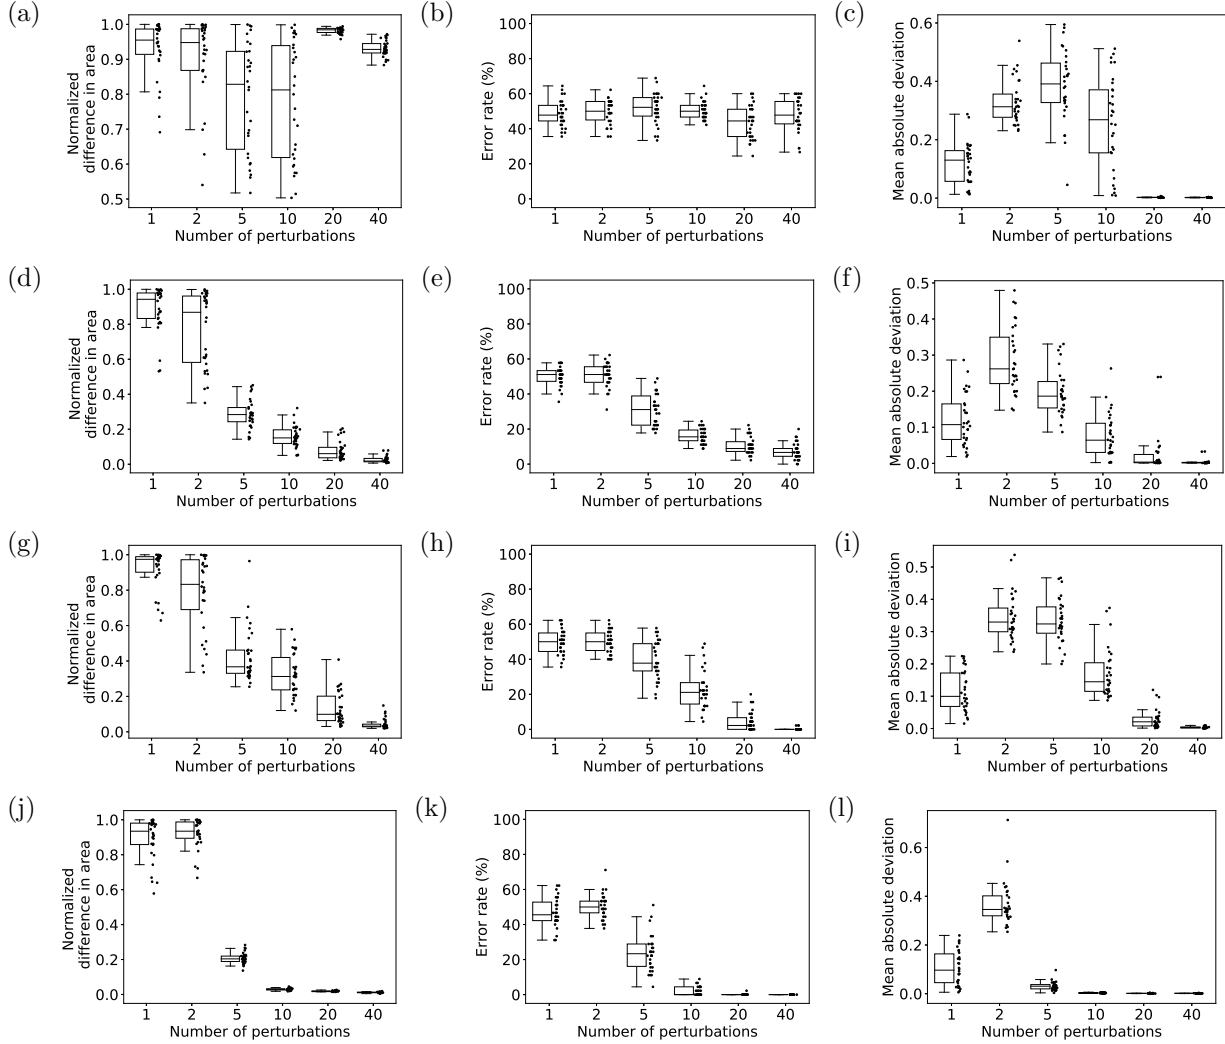 (a)
Normalized
difference in area
1.0
0.9
0.8
0.7
0.6
0.5
1 2 5 10 20 40
Number of perturbations
(b)
Error rate (%)
100
80
60
40
20
0
1 2 5 10 20 40
Number of perturbations
(c)
Mean absolute deviation
0.6
0.4
0.2
0.0
1 2 5 10 20 40
Number of perturbations
(d)
Normalized
difference in area
1.0
0.8
0.6
0.4
0.2
0.0
1 2 5 10 20 40
Number of perturbations
(e)
Error rate (%)
100
80
60
40
20
0
1 2 5 10 20 40
Number of perturbations
(f)
Mean absolute deviation
0.5
0.4
0.3
0.2
0.1
0.0
1 2 5 10 20 40
Number of perturbations
(g)
Normalized
difference in area
1.0
0.8
0.6
0.4
0.2
0.0
1 2 5 10 20 40
Number of perturbations
(h)
Error rate (%)
100
80
60
40
20
0
1 2 5 10 20 40
Number of perturbations
(i)
Mean absolute deviation
0.5
0.4
0.3
0.2
0.1
0.0
1 2 5 10 20 40
Number of perturbations
(j)
Normalized
difference in area
1.0
0.8
0.6
0.4
0.2
0.0
1 2 5 10 20 40
Number of perturbations
(k)
Error rate (%)
100
80
60
40
20
0
1 2 5 10 20 40
Number of perturbations
(l)
Mean absolute deviation
0.6
0.4
0.2
0.0
1 2 5 10 20 40
Number of perturbations